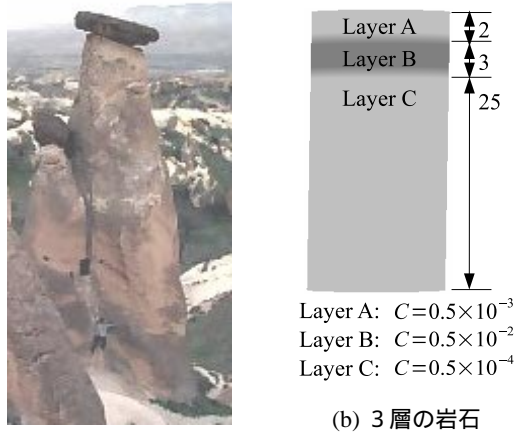 Layer A
2
Layer B
3
Layer C
25
Layer A: C=0.5×10⁻³
Layer B: C=0.5×10⁻²
Layer C: C=0.5×10⁻⁴
(b) 3層の岩石